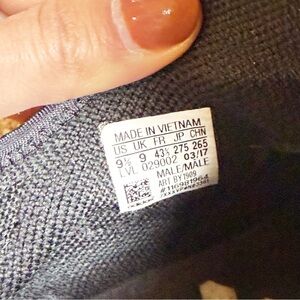 MADE IN VIETNAM
US UK FR JP CHN
9½ 9 43⅓ 275 265
LVL 029002 03/17
MALE/MALE
ART BY1909